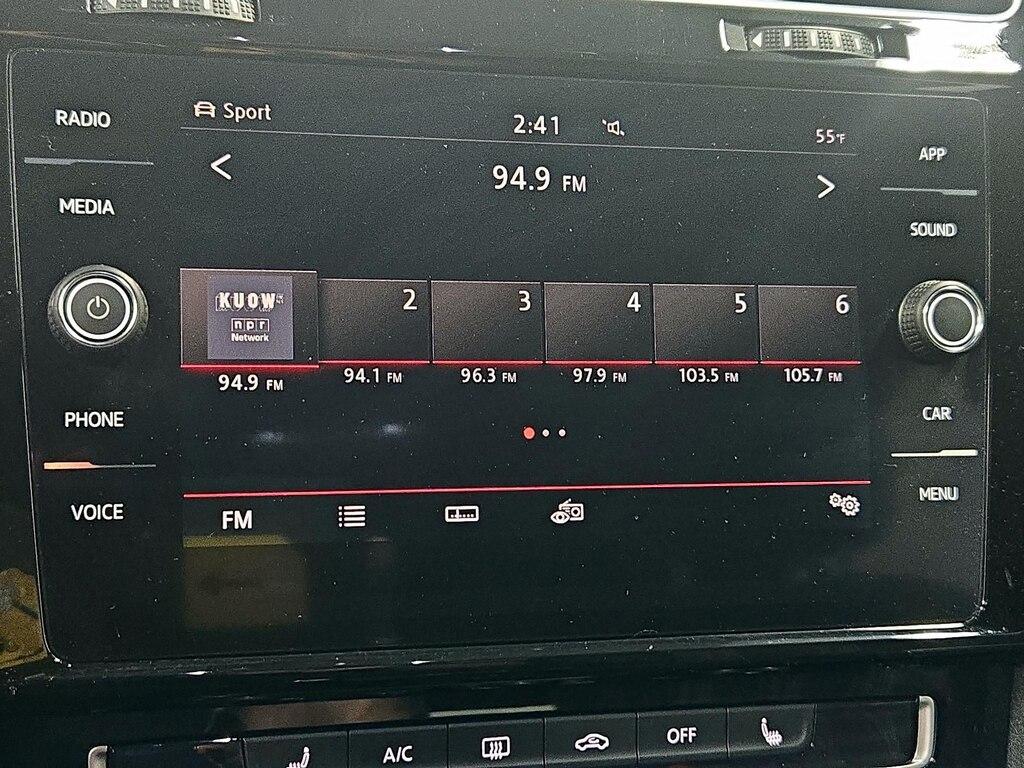 RADIO
MEDIA
PHONE
VOICE
Sport
2:41
55°F
94.9 FM
KUOW
npr
Network
2
3
4
5
6
94.9 FM
94.1 FM
96.3 FM
97.9 FM
103.5 FM
105.7 FM
FM
APP
SOUND
CAR
MENU
A/C
OFF